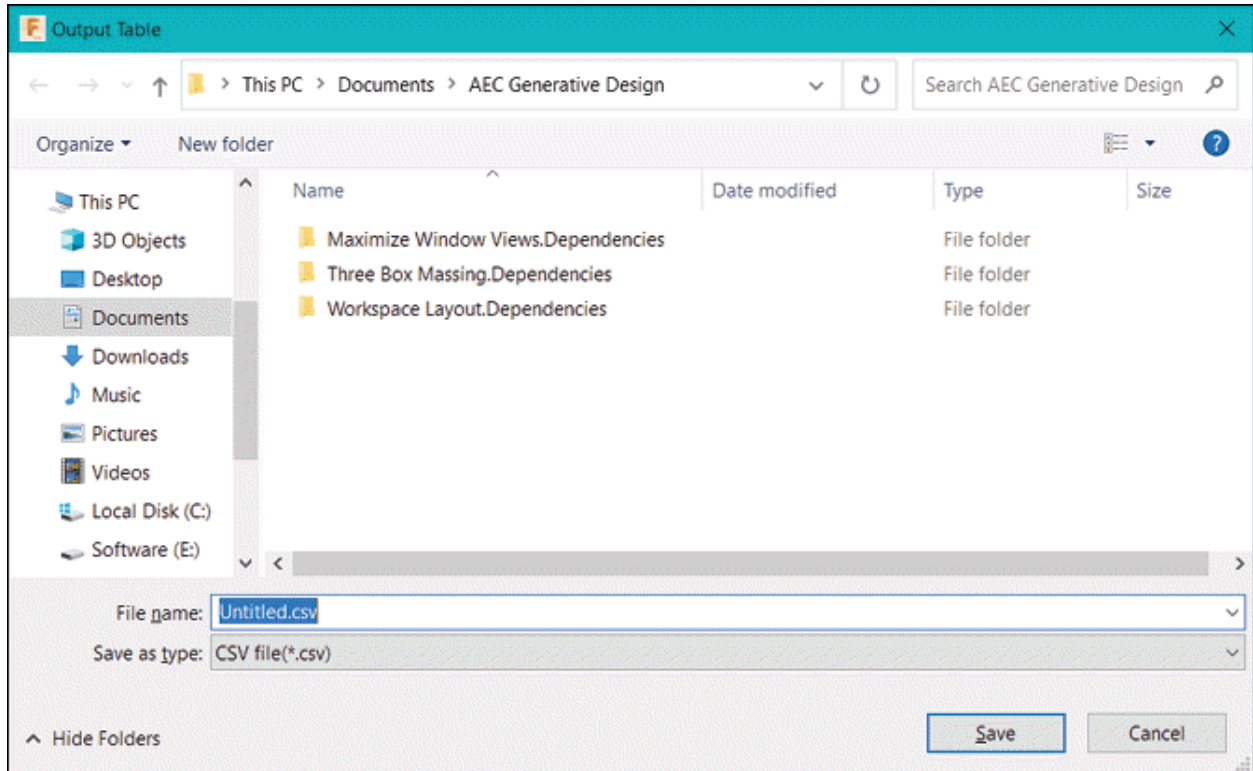 Output Table
This PC > Documents > AEC Generative Design
Search AEC Generative Design
Organize
New folder
?
This PC
3D Objects
Desktop
Documents
Downloads
Music
Pictures
Videos
Local Disk (C:)
Software (E:)
Name Date modified Type Size
Maximize Window Views.Dependencies File folder
Three Box Massing.Dependencies File folder
Workspace Layout.Dependencies File folder
File name: Untitled.csv
Save as type: CSV file(*.csv)
Hide Folders
Save
Cancel